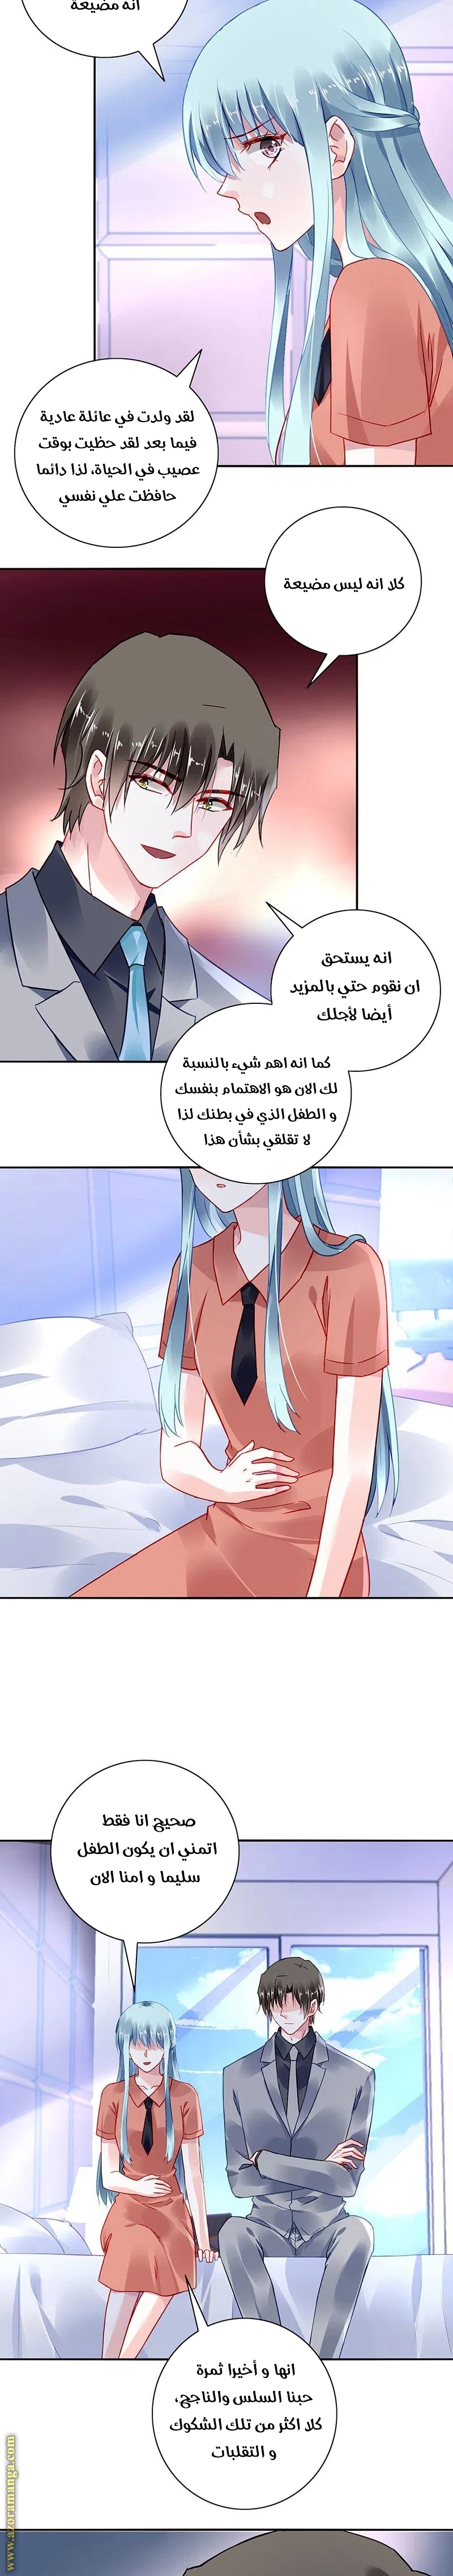 انه مضيعة
لقد ولدت في عائلة عادية
فيما بعد لقد حظيت بوقت
عصيب في الحياة، لذا دائما
حافظت علي نفسي
كلا انه ليس مضيعة
انه يستحق
ان نقوم حتي بالمزيد
أيضا لأجلك
كما انه اهم شيء بالنسبة
لك الان هو الاهتمام بنفسك
و الطفل الذي في بطنك لذا
لا تقلقي بشأن هذا
صحيح انا فقط
اتمني ان يكون الطفل
سليما و امنا الان
انها و أخيرا ثمرة
حبنا السلس والناجح،
كلا اكثر من تلك الشكوك
و التقلبات
www.azoramanga.com